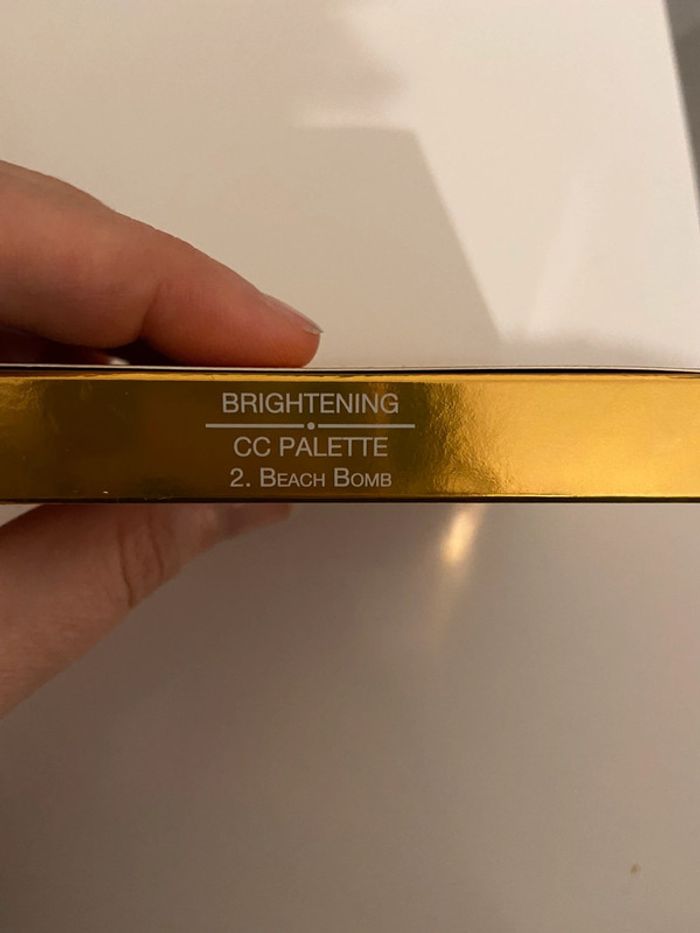 BRIGHTENING
CC PALETTE
2. BEACH BOMB